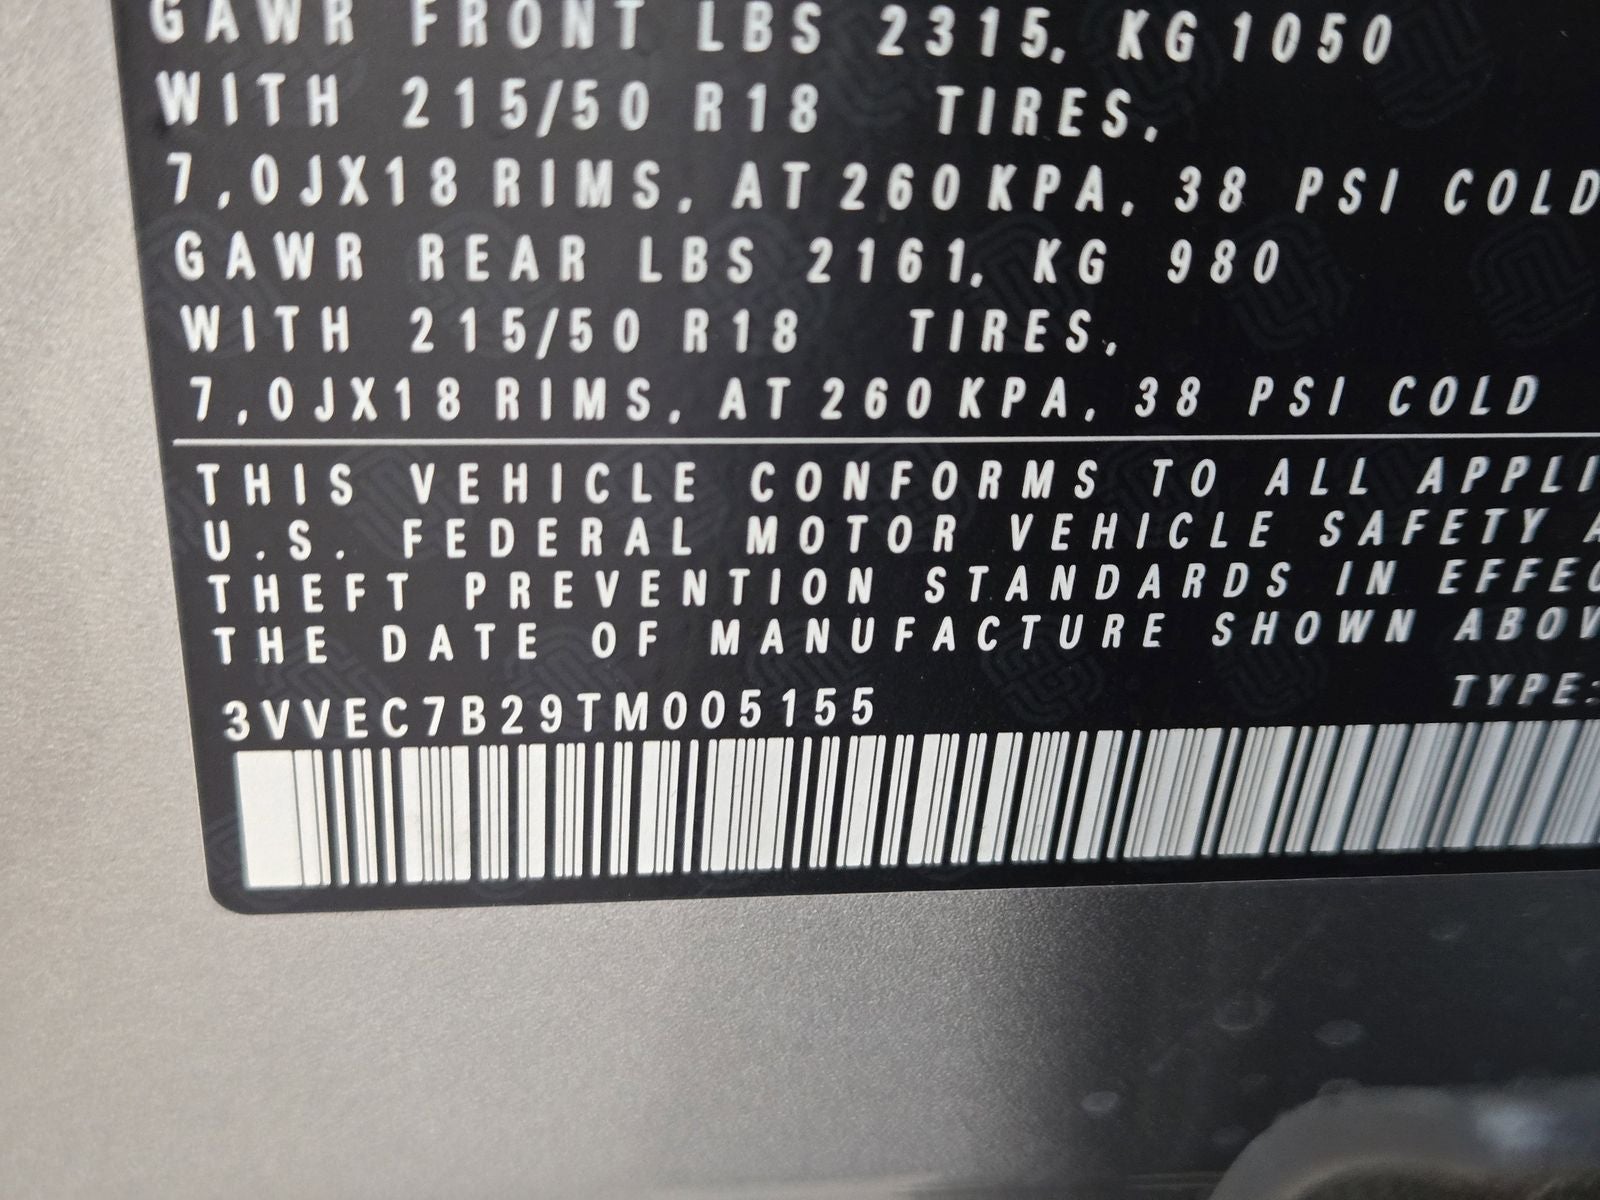 GAWR FRONT LBS 2315, KG 1050
WITH 215/50 R18 TIRES,
7,0JX18 RIMS, AT 260 KPA, 38 PSI COLD
GAWR REAR LBS 2161, KG 980
WITH 215/50 R18 TIRES,
7,0JX18 RIMS, AT 260 KPA, 38 PSI COLD
THIS VEHICLE CONFORMS TO ALL APPLI
U.S. FEDERAL MOTOR VEHICLE SAFETY A
THEFT PREVENTION STANDARDS IN EFFEC
THE DATE OF MANUFACTURE SHOWN ABOV
3VVEC7B29TM005155 TYPE: